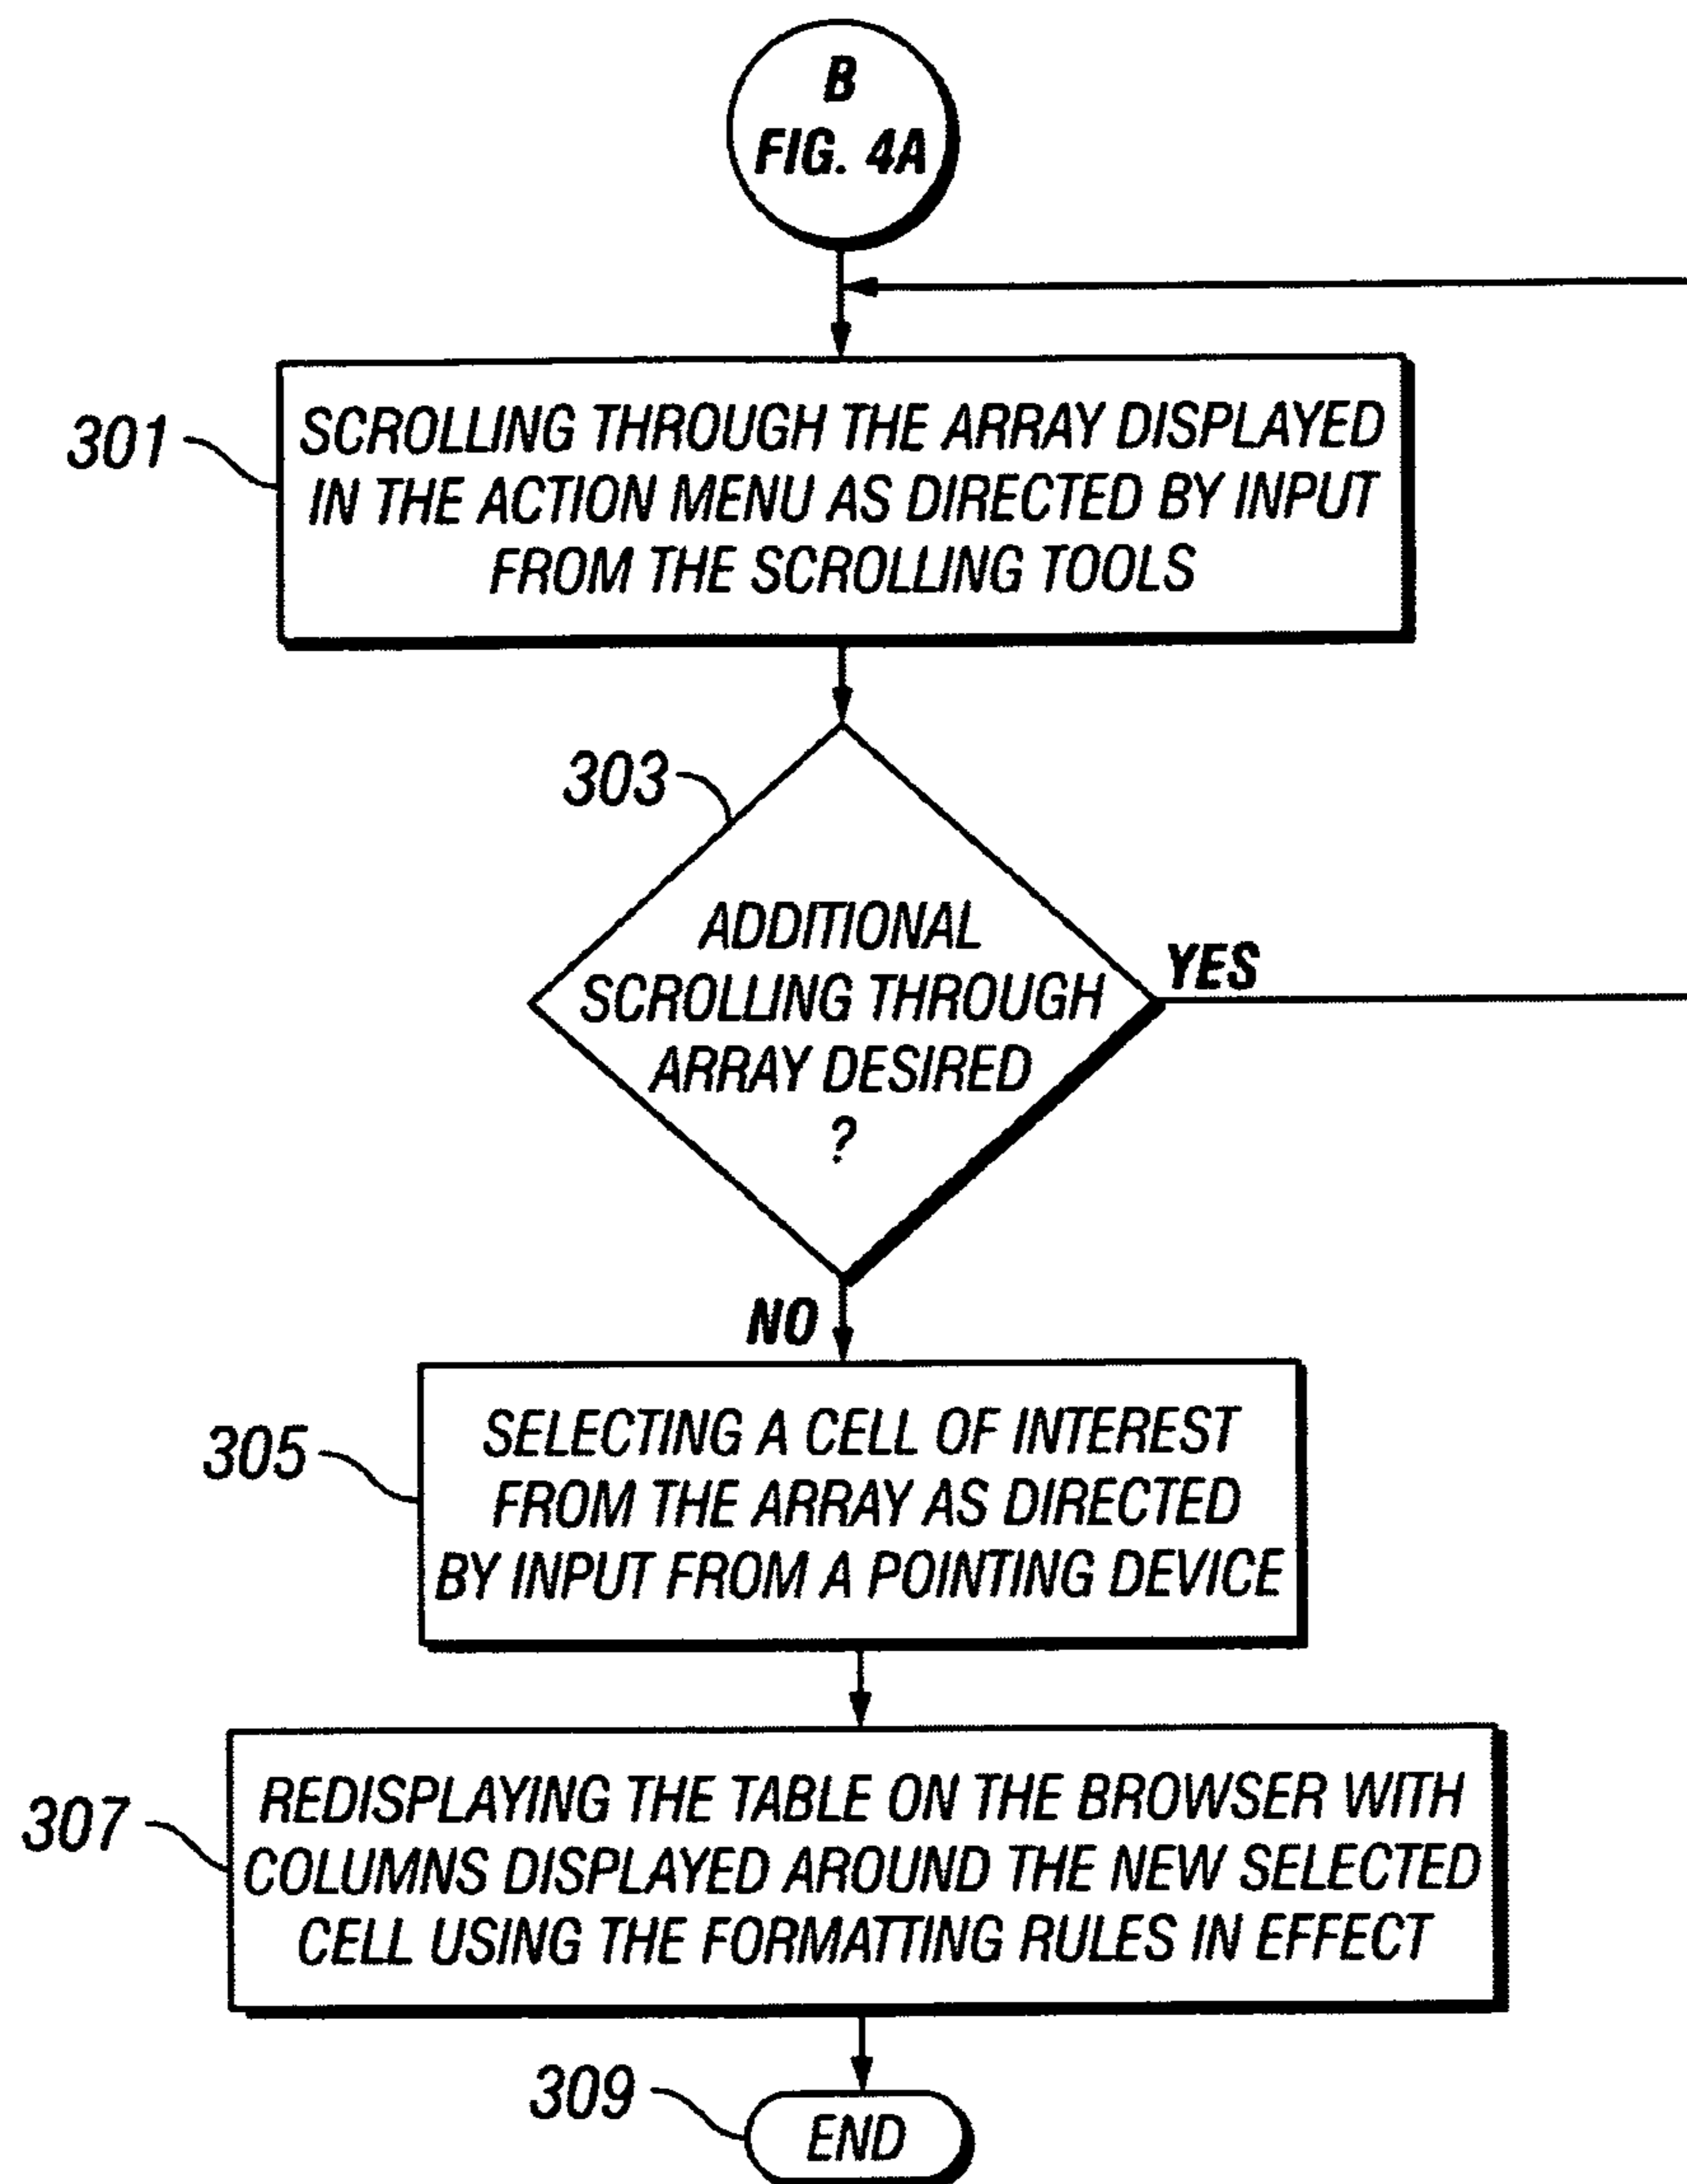 B
FIG. 4A
301
SCROLLING THROUGH THE ARRAY DISPLAYED
IN THE ACTION MENU AS DIRECTED BY INPUT
FROM THE SCROLLING TOOLS
303
ADDITIONAL
SCROLLING THROUGH
ARRAY DESIRED
?
YES
NO
305
SELECTING A CELL OF INTEREST
FROM THE ARRAY AS DIRECTED
BY INPUT FROM A POINTING DEVICE
307
REDISPLAYING THE TABLE ON THE BROWSER WITH
COLUMNS DISPLAYED AROUND THE NEW SELECTED
CELL USING THE FORMATTING RULES IN EFFECT
309
END